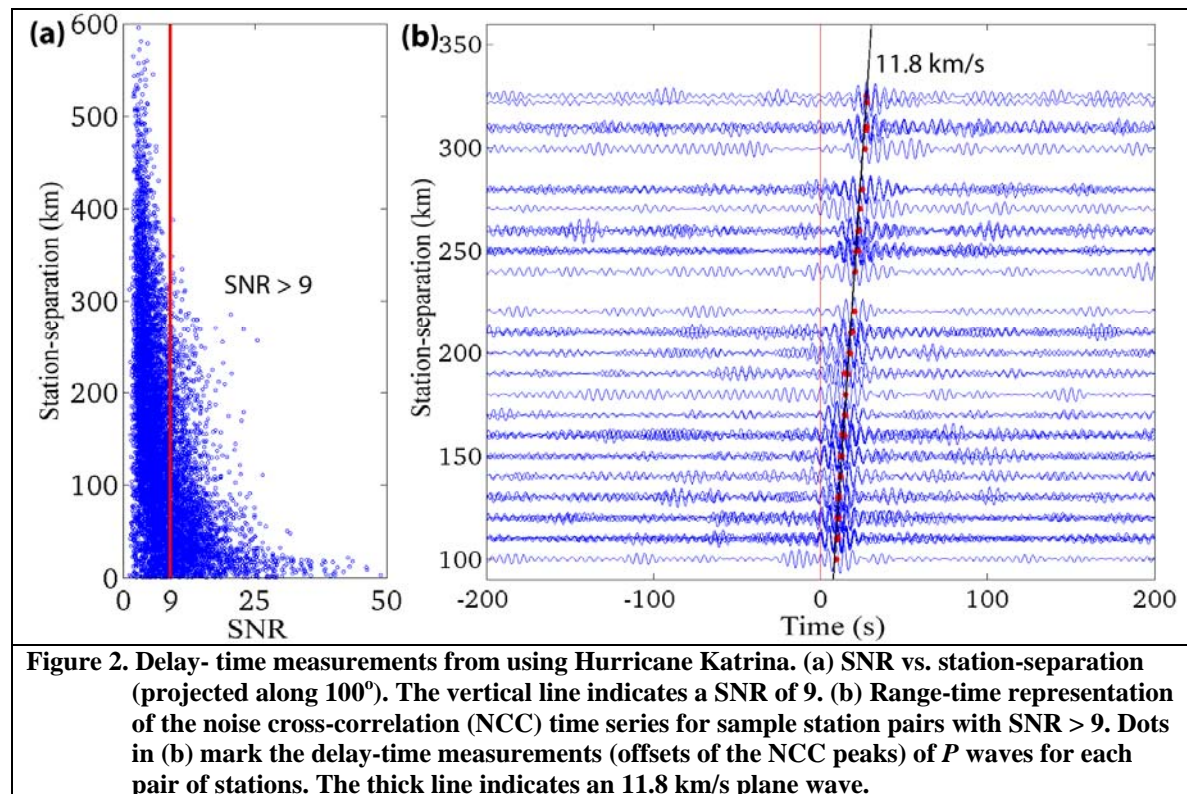 (a)
600
500
400
300
200
100
0
Station-separation (km)
SNR > 9
0 9 25 50
SNR
(b)
350
300
250
200
150
100
Station-separation (km)
11.8 km/s
-200 -100 0 100 200
Time (s)
Figure 2. Delay- time measurements from using Hurricane Katrina. (a) SNR vs. station-separation
(projected along 100°). The vertical line indicates a SNR of 9. (b) Range-time representation
of the noise cross-correlation (NCC) time series for sample station pairs with SNR > 9. Dots
in (b) mark the delay-time measurements (offsets of the NCC peaks) of P waves for each
pair of stations. The thick line indicates an 11.8 km/s plane wave.